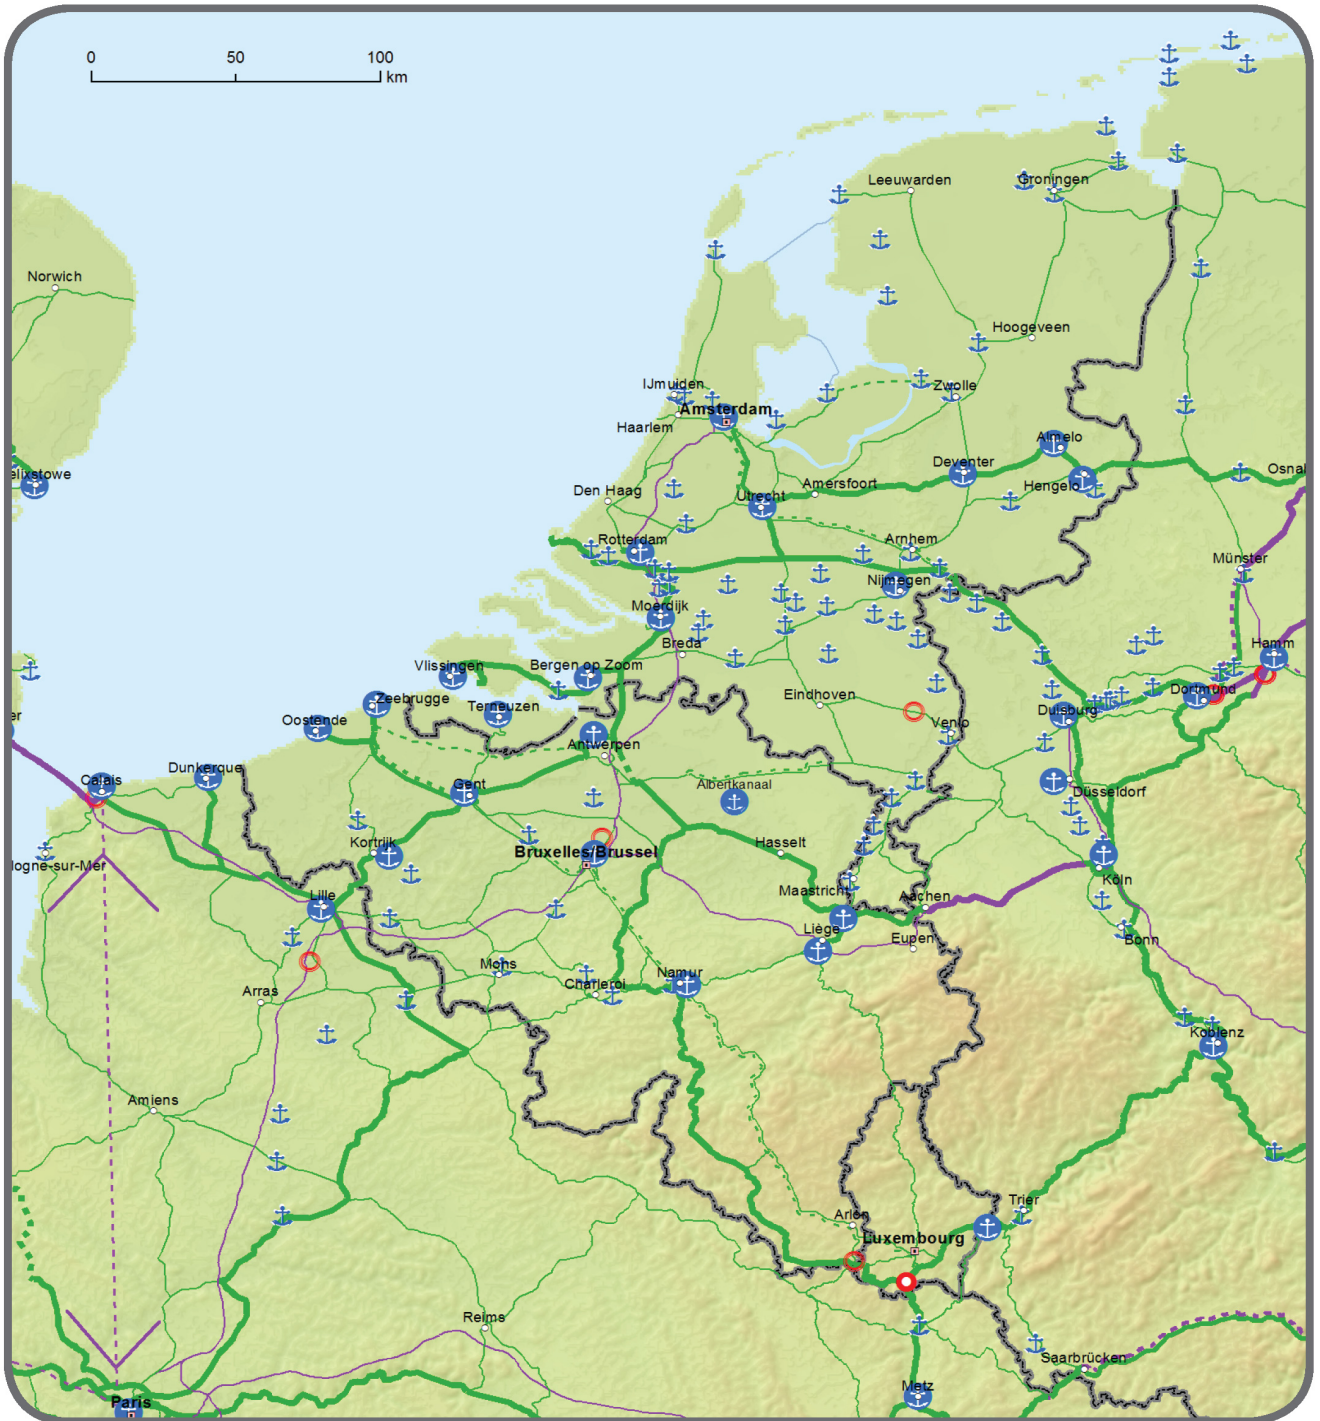 0 50 100
km
Norwich
Leeuwarden
Groningen
Hoogeveen
IJmuiden
Zwolle
Amsterdam
Haarlem
Almelo
elixstowe
Deventer
Osnal
Hengelo
Amersfoort
Den Haag
Utrecht
Rotterdam
Arnhem
Münster
Nijmegen
Moerdijk
Breda
Hamm
Vlissingen
Bergen op Zoom
Dortmund
Eindhoven
Zeebrugge
Terneuzen
Duisburg
er
Oostende
Venlo
Antwerpen
Dunkerque
Calais
Gent
Albertkanaal
Düsseldorf
Kortrijk
Hasselt
Bruxelles/Brussel
logne-sur-Mer
Köln
Maastricht
Aachen
Lille
Liège
Eupen
Bonn
Mons
Namur
Charleroi
Arras
Koblenz
Amiens
Trier
Arlon
Luxembourg
Reims
Saarbrücken
Metz
Paris